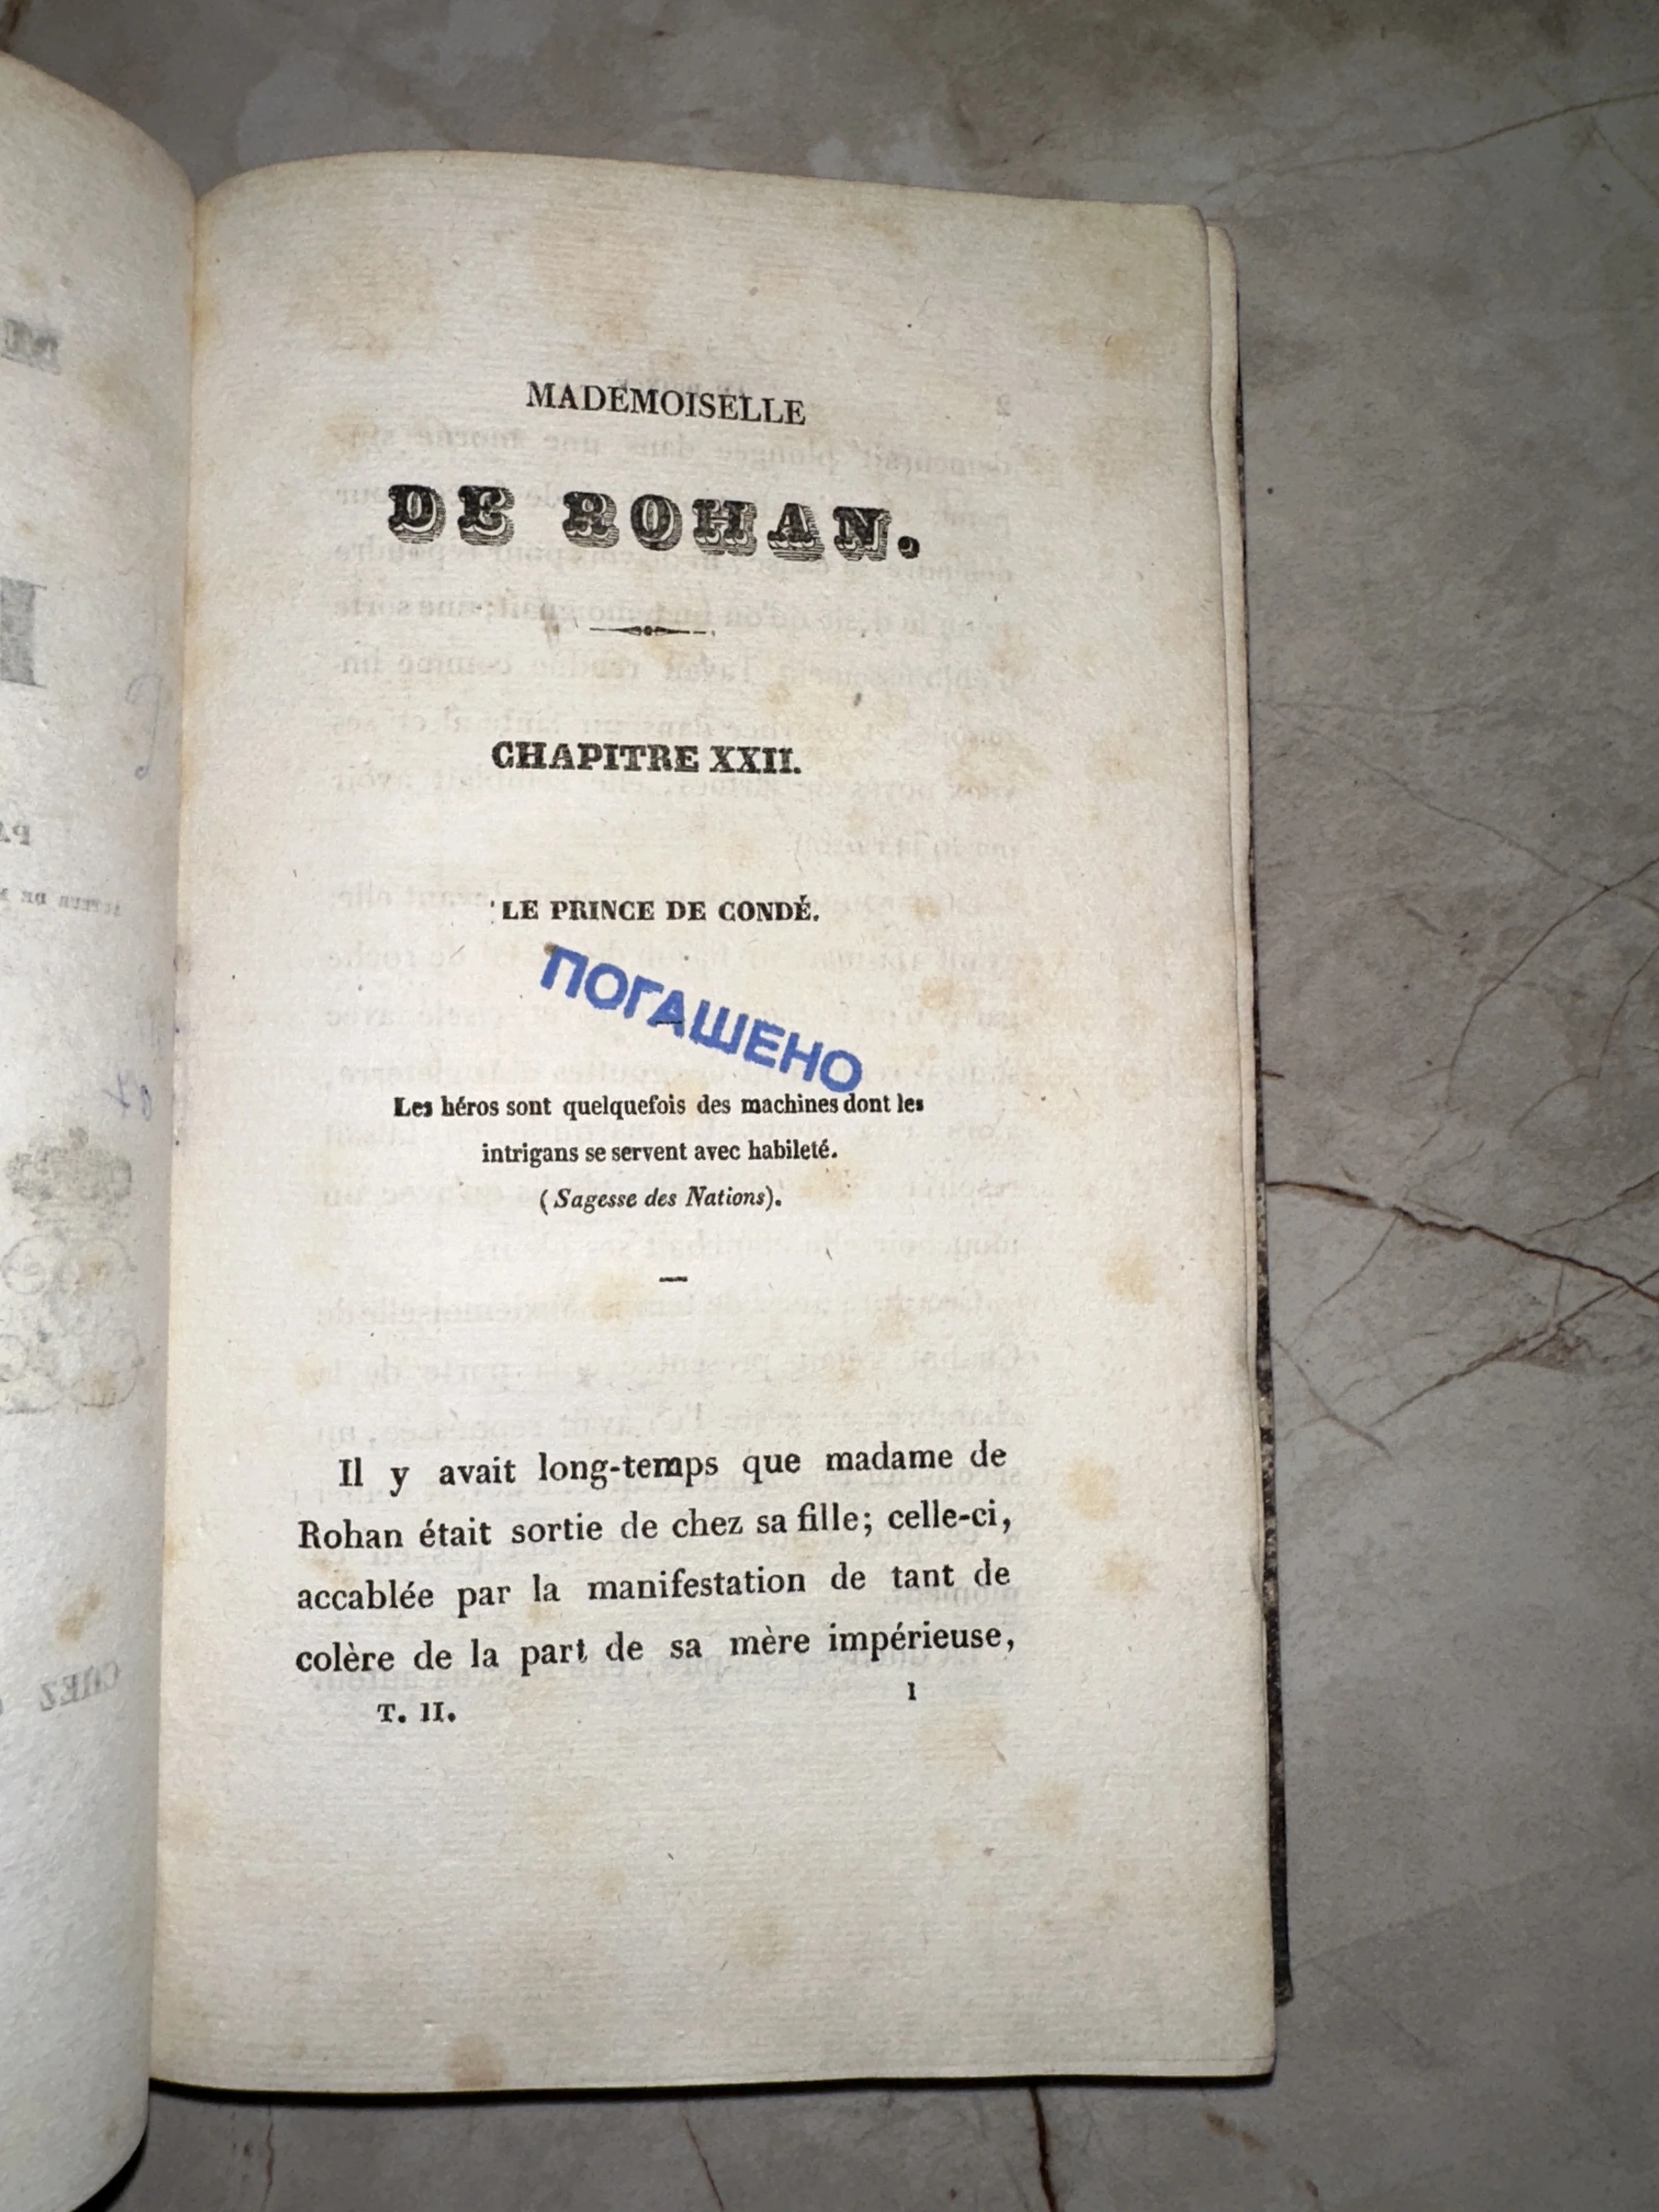 MADEMOISELLE
DE ROHAN.
CHAPITRE XXII.
LE PRINCE DE CONDÉ.
ПОГАШЕНО
Les héros sont quelquefois des machines dont les
intrigans se servent avec habileté.
(Sagesse des Nations).
Il y avait long-temps que madame de
Rohan était sortie de chez sa fille; celle-ci,
accablée par la manifestation de tant de
colère de la part de sa mère impérieuse,
T. II. 1